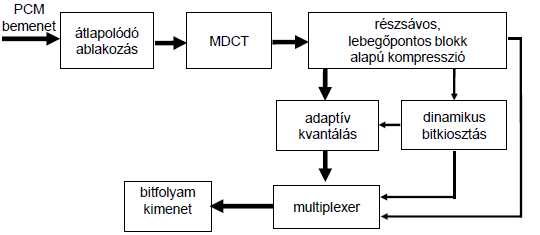 PCM
bemenet
átlapolódó
ablakozás
MDCT
részsávos,
lebegőpontos blokk
alapú kompresszió
adaptív
kvantálás
dinamikus
bitkiosztás
bitfolyam
kimenet
multiplexer